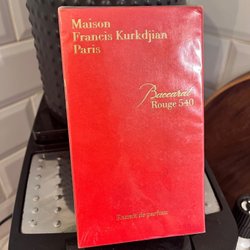 Maison
Francis Kurkdjian
Paris
Baccarat
Rouge 540
Extrait de parfum